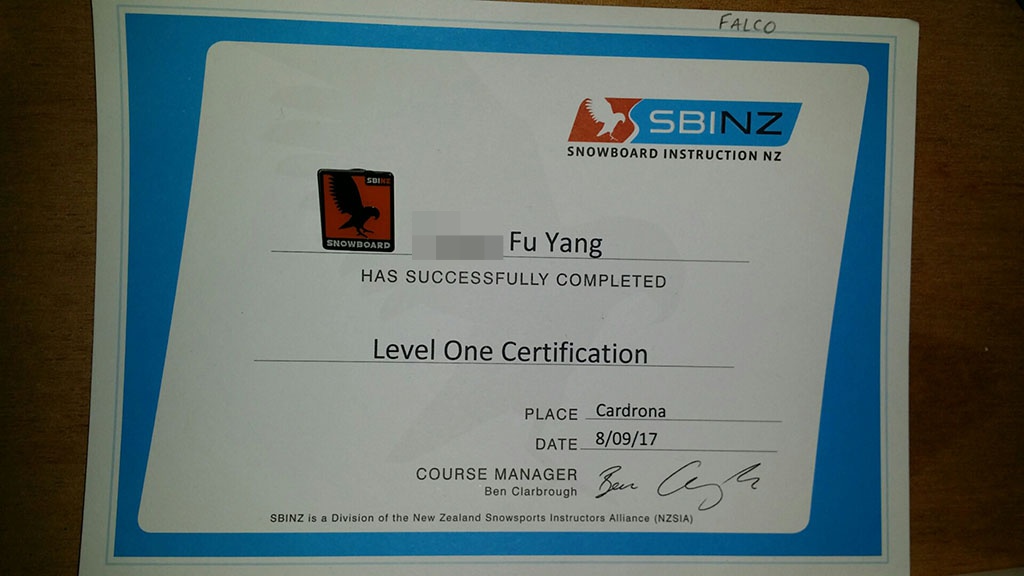 FALCO
SBINZ
SNOWBOARD INSTRUCTION NZ
SBINZ
SNOWBOARD
Fu Yang
HAS SUCCESSFULLY COMPLETED
Level One Certification
PLACE Cardrona
DATE 8/09/17
COURSE MANAGER
Ben Clarbrough
SBINZ is a Division of the New Zealand Snowsports Instructors Alliance (NZSIA)